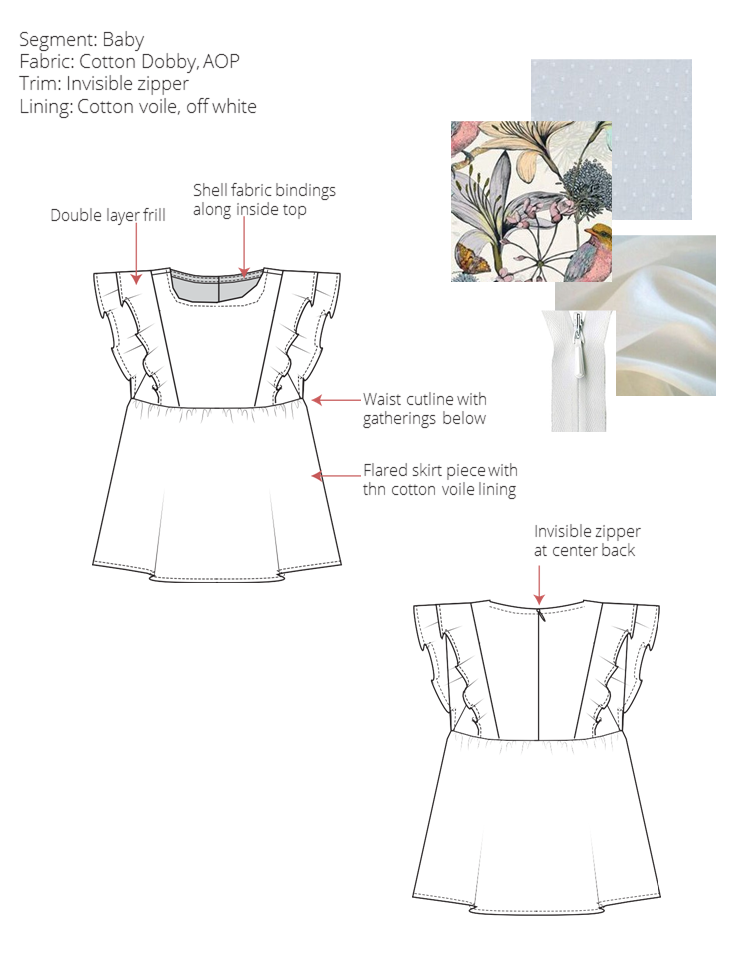 Segment: Baby
Fabric: Cotton Dobby, AOP
Trim: Invisible zipper
Lining: Cotton voile, off white
Shell fabric bindings
along inside top
Double layer frill
Waist cutline with
gatherings below
Flared skirt piece with
thn cotton voile lining
Invisible zipper
at center back